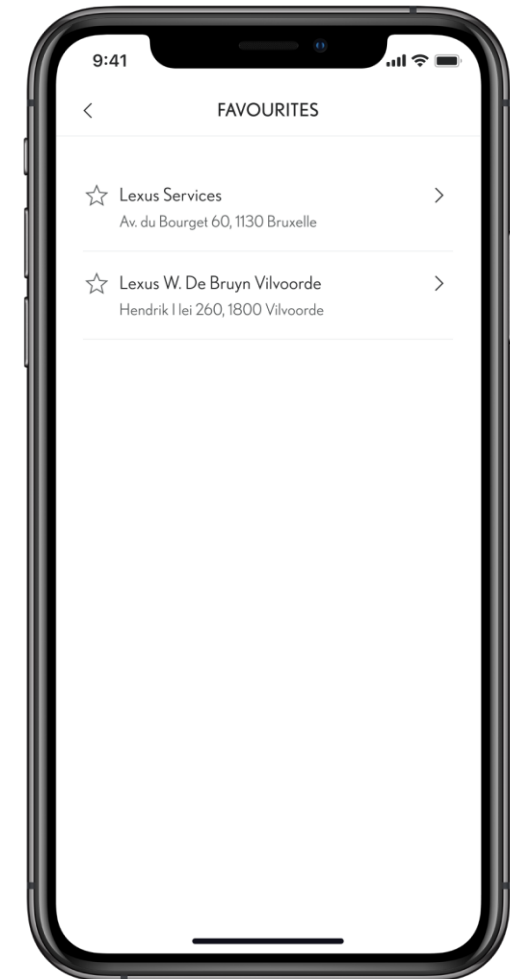 9:41
FAVOURITES
Lexus Services
Av. du Bourget 60, 1130 Bruxelle
Lexus W. De Bruyn Vilvoorde
Hendrik I lei 260, 1800 Vilvoorde